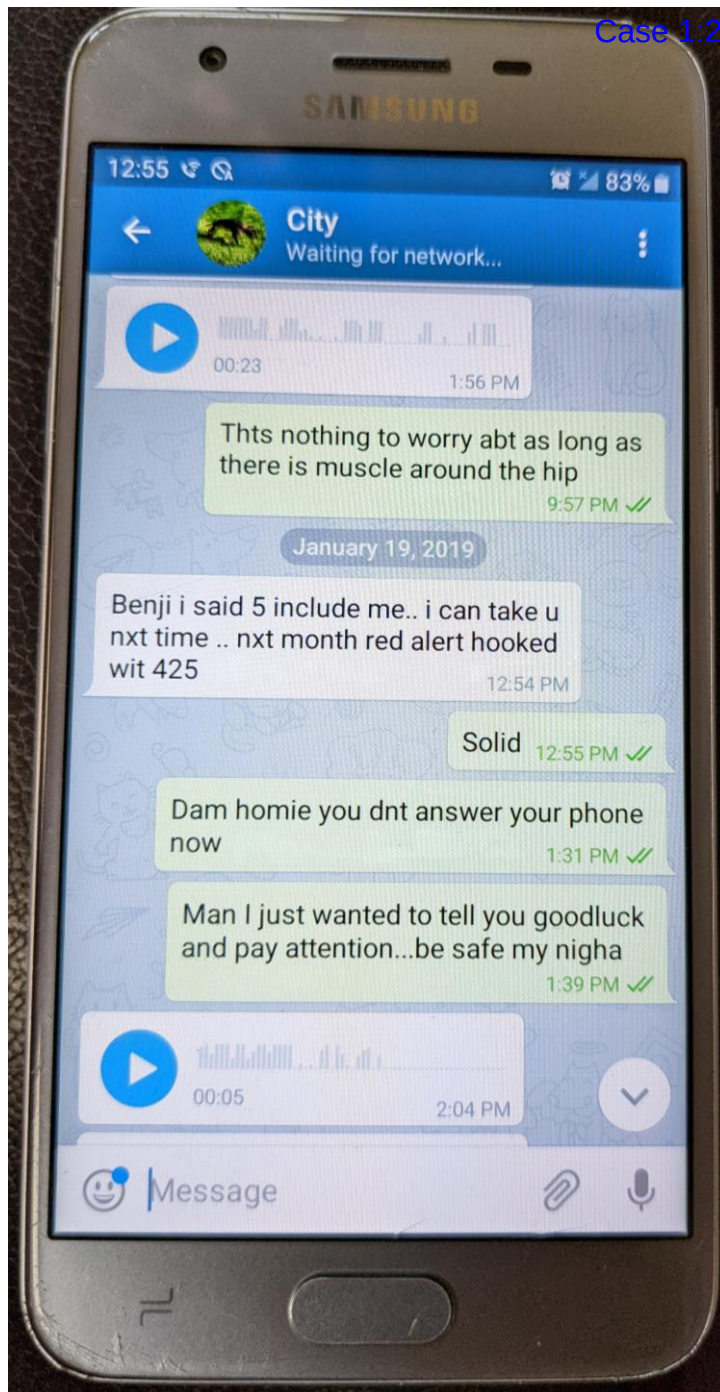 Case 1:2
SAMSUNG
12:55
83%
City
Waiting for network...
00:23
1:56 PM
Thts nothing to worry abt as long as
there is muscle around the hip
9:57 PM
January 19, 2019
Benji i said 5 include me.. i can take u
nxt time .. nxt month red alert hooked
wit 425
12:54 PM
Solid 12:55 PM
Dam homie you dnt answer your phone
now
1:31 PM
Man I just wanted to tell you goodluck
and pay attention...be safe my nigha
1:39 PM
00:05
2:04 PM
Message